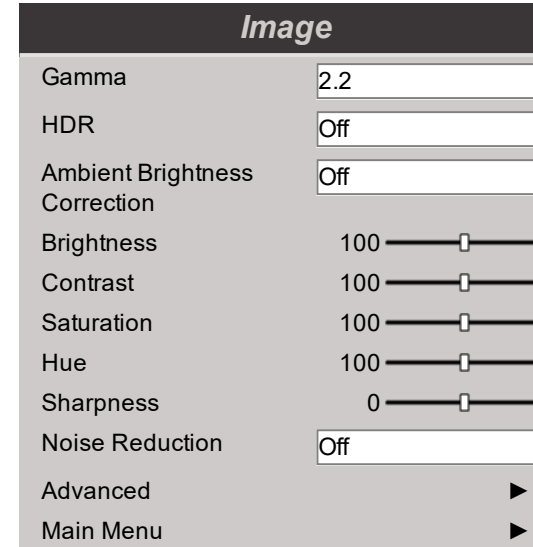 Image
Gamma 2.2
HDR Off
Ambient Brightness Off
Correction
Brightness 100
Contrast 100
Saturation 100
Hue 100
Sharpness 0
Noise Reduction Off
Advanced ►
Main Menu ►